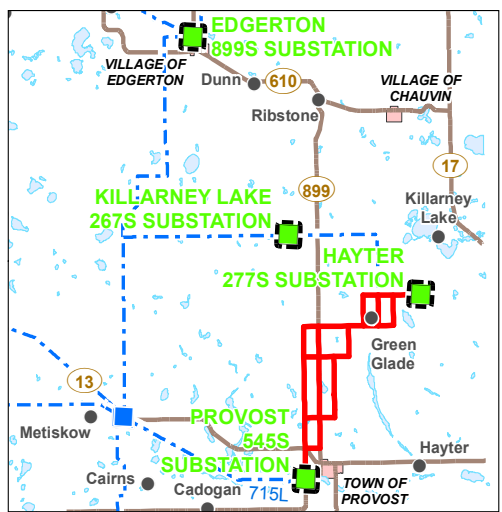 EDGERTON
899S SUBSTATION
VILLAGE OF
EDGERTON
Dunn
610
VILLAGE OF
CHAUVIN
Ribstone
17
899
KILLARNEY LAKE
267S SUBSTATION
Killarney
Lake
HAYTER
277S SUBSTATION
Green
Glade
13
Metiskow
PROVOST
545S
SUBSTATION
Hayter
Cairns
Cadogan
715L
TOWN OF
PROVOST